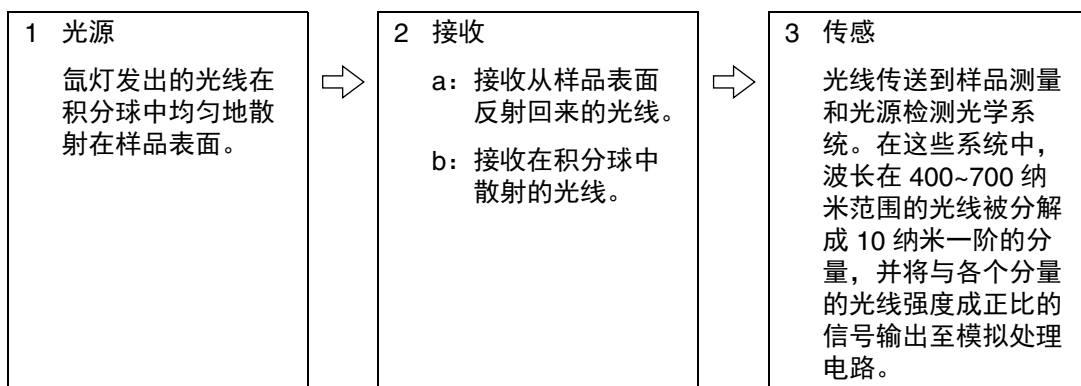 1 光源
氙灯发出的光线在
积分球中均匀地散
射在样品表面。
2 接收
a：接收从样品表面
反射回来的光线。
b：接收在积分球中
散射的光线。
3 传感
光线传送到样品测量
和光源检测光学系
统。在这些系统中，
波长在 400~700 纳
米范围的光线被分解
成 10 纳米一阶的分
量，并将与各个分量
的光线强度成正比的
信号输出至模拟处理
电路。